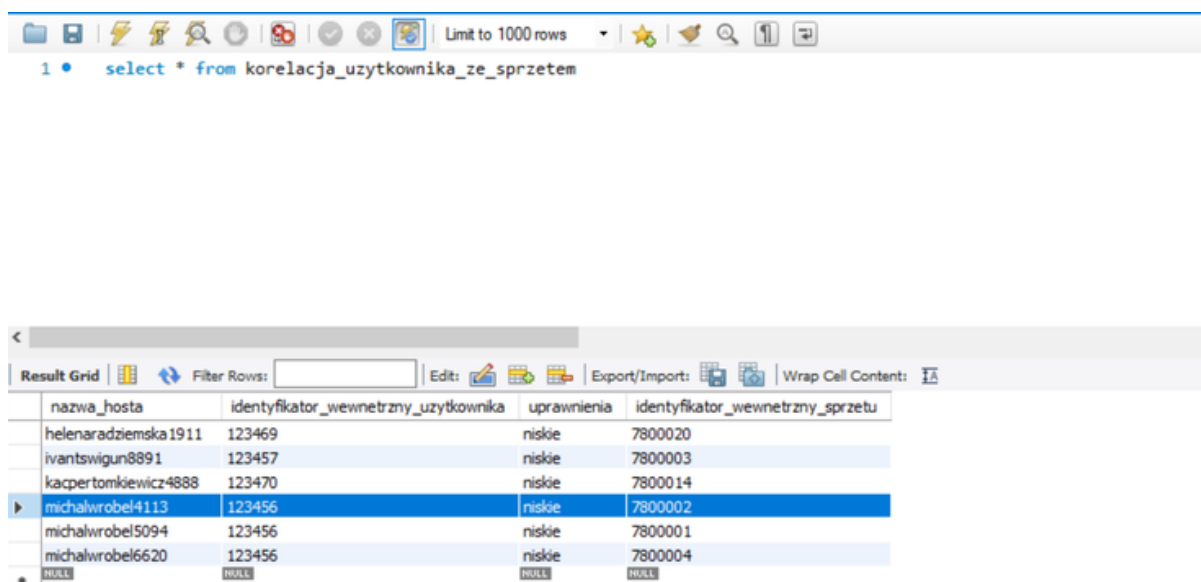 Limit to 1000 rows
1 select * from korelacja_uzytkownika_ze_sprzetem
Result Grid Filter Rows: Edit: Export/Import: Wrap Cell Content: IA
nazwa_hosta identyfikator_wewnetrzny_uzytkownika uprawnienia identyfikator_wewnetrzny_sprzetu
helenaradziemska1911 123469 niskie 7800020
ivantswigun8891 123457 niskie 7800003
kacpertomkiewicz4888 123470 niskie 7800014
michalwrobel4113 123456 niskie 7800002
michalwrobel5094 123456 niskie 7800001
michalwrobel6620 123456 niskie 7800004
NULL NULL NULL NULL